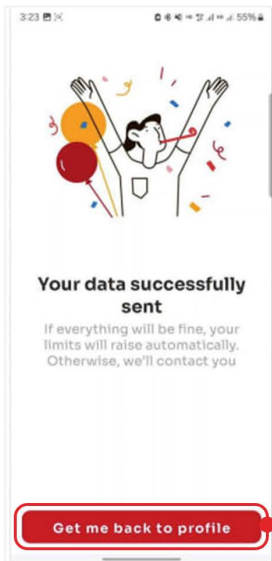 3:23 55%
Your data successfully
sent
If everything will be fine, your
limits will raise automatically.
Otherwise, we'll contact you
Get me back to profile